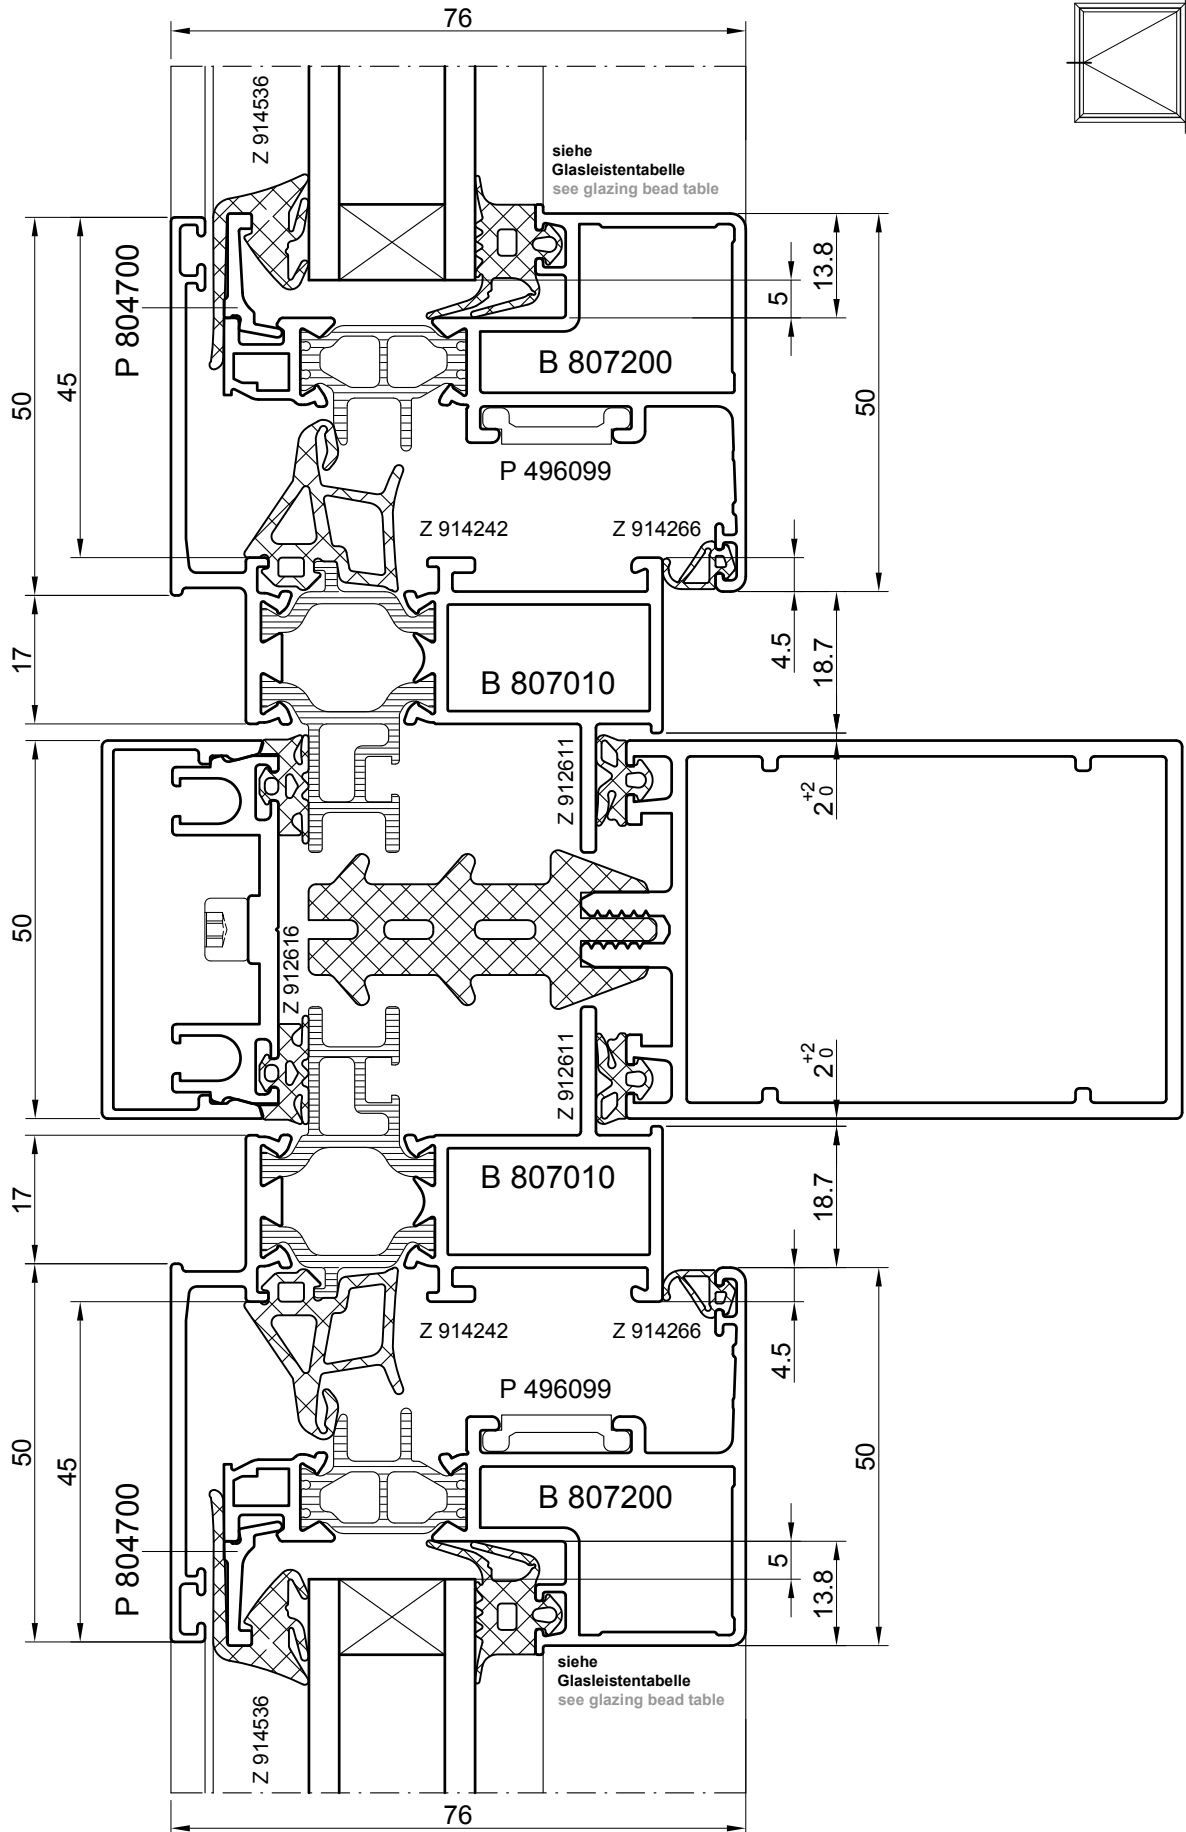 76
Z 914536
siehe
Glasleistentabelle
see glazing bead table
P 804700
50
45
13.8
5
50
B 807200
P 496099
Z 914242
Z 914266
4.5
18.7
17
B 807010
Z 912611
2 +2 0
50
Z 912616
Z 912611
2 +2 0
17
B 807010
18.7
Z 914242
Z 914266
4.5
P 496099
50
45
50
B 807200
P 804700
5
13.8
siehe
Glasleistentabelle
see glazing bead table
Z 914536
76